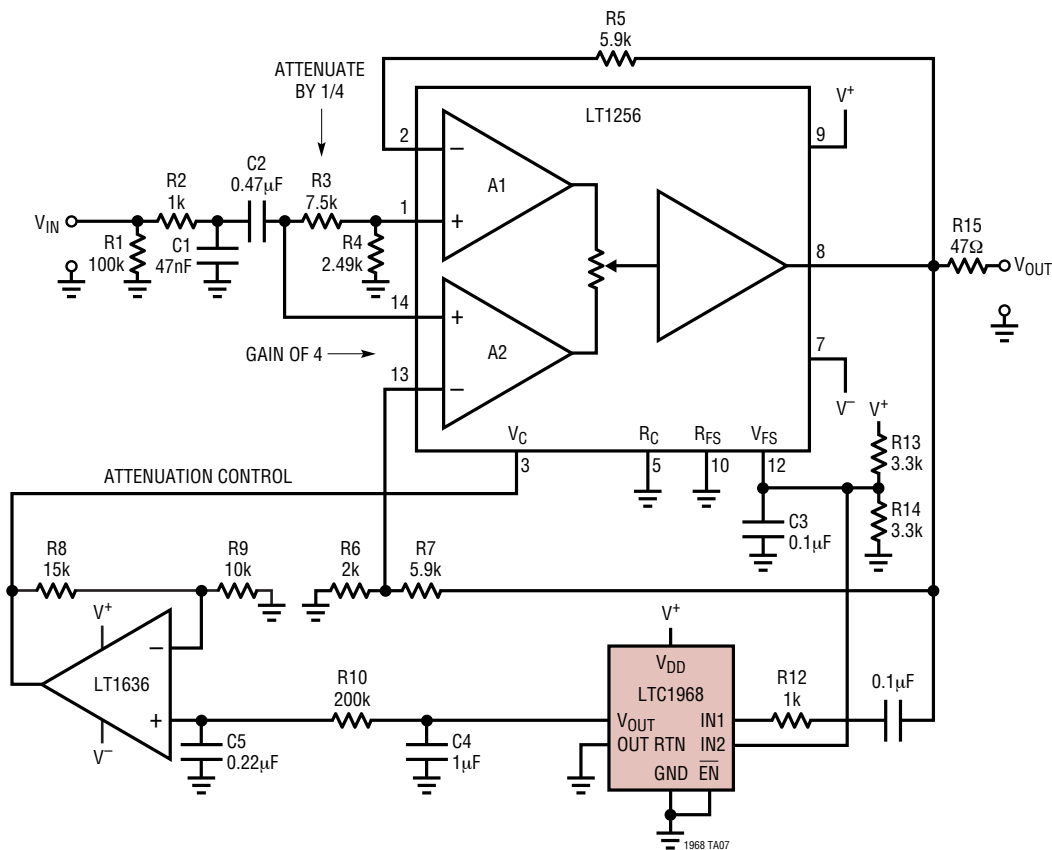 R5
5.9k
ATTENUATE
BY 1/4
LT1256
V+
2
9
−
A1
C2
0.47µF
R2
1k
R3
7.5k
1
+
VIN
R1
100k
C1
47nF
R4
2.49k
R15
47Ω
8
VOUT
14
+
A2
GAIN OF 4
7
13
−
V−
V+
VC
RC
RFS
VFS
3
5
10
12
R13
3.3k
ATTENUATION CONTROL
R14
3.3k
C3
0.1µF
R8
15k
R9
10k
R6
2k
R7
5.9k
V+
−
V+
VDD
LT1636
LTC1968
R10
200k
R12
1k
0.1µF
+
VOUT
IN1
V−
C5
0.22µF
C4
1µF
OUT RTN
IN2
GND
EN
1968 TA07